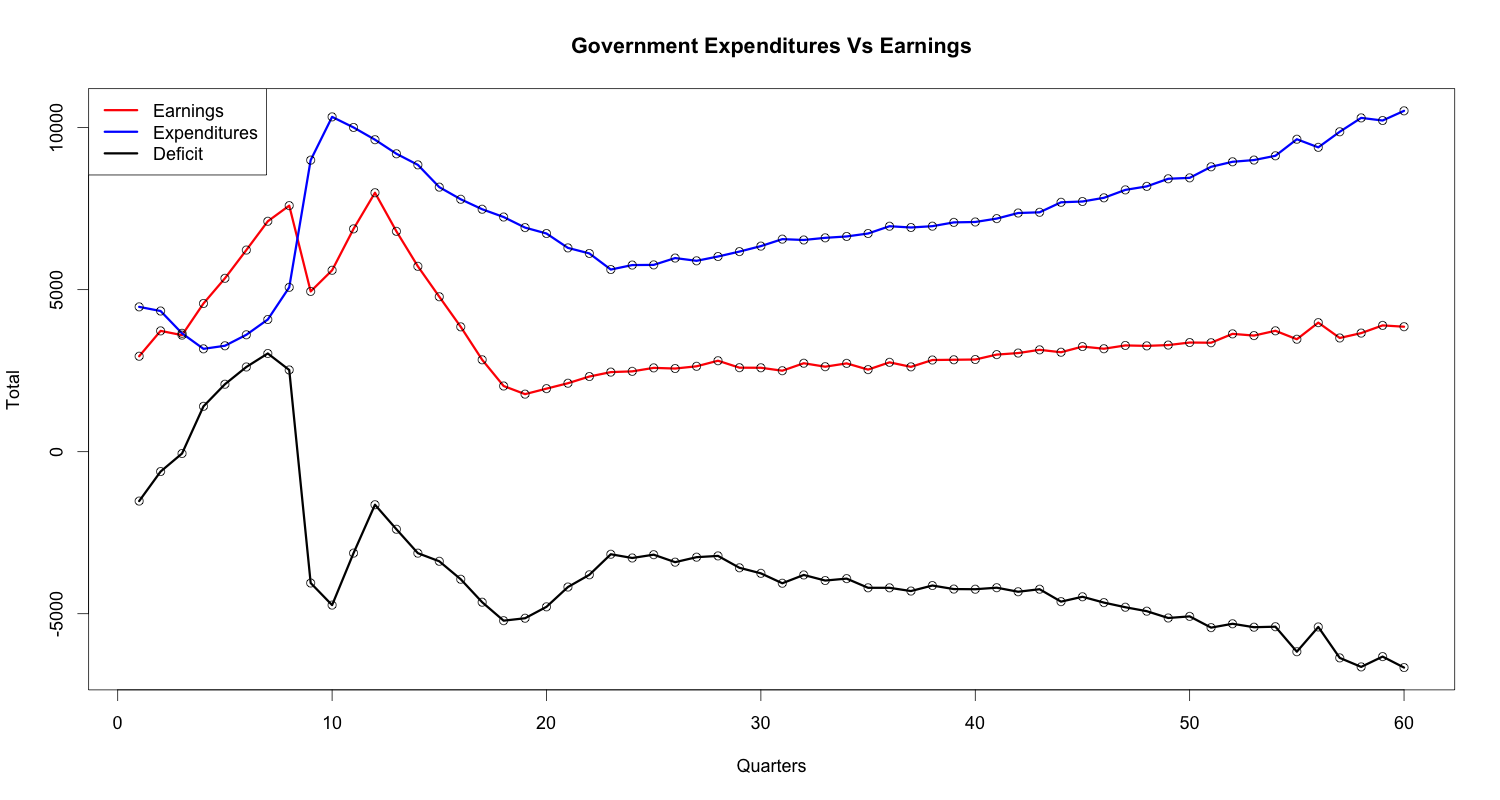 Government Expenditures Vs Earnings
Earnings
Expenditures
Deficit
10000
5000
0
-5000
Total
0 10 20 30 40 50 60
Quarters